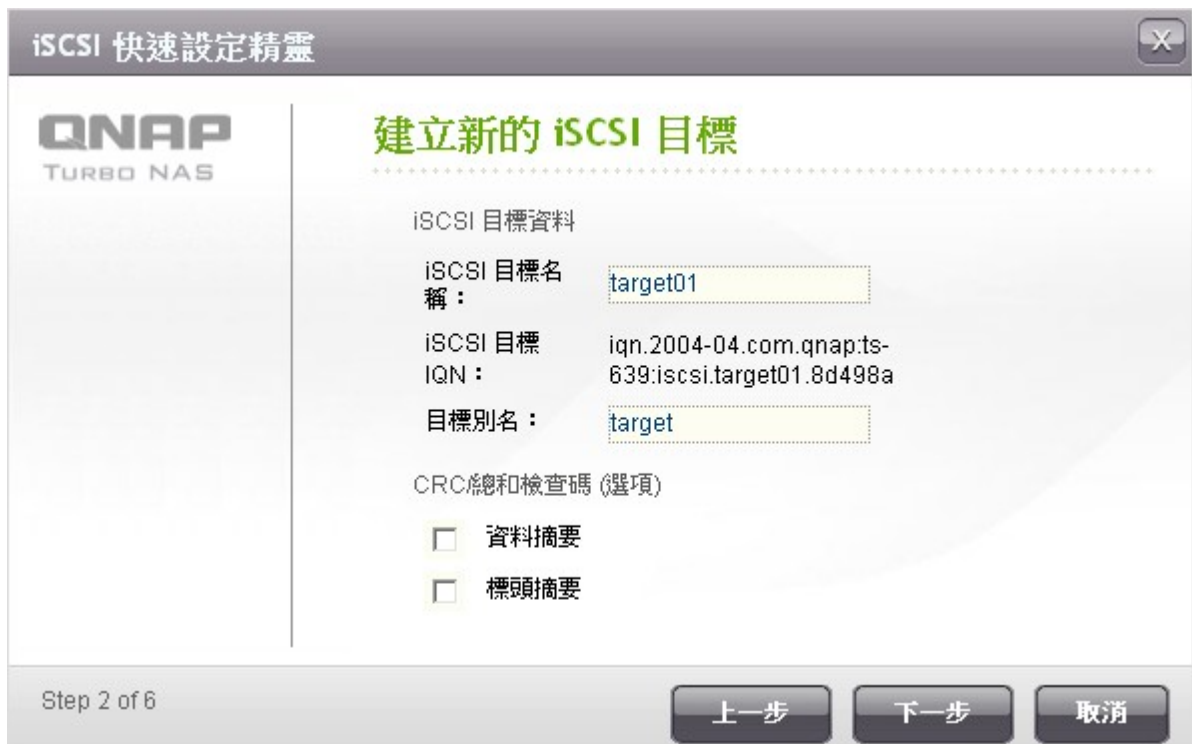 iSCSI 快速設定精靈
X
QNAP
TURBO NAS
建立新的 iSCSI 目標
iSCSI 目標資料
iSCSI 目標名
稱：
target01
iSCSI 目標
IQN：
iqn.2004-04.com.qnap:ts-
639:iscsi.target01.8d498a
目標別名：
target
CRC/總和檢查碼 (選項)
資料摘要
標頭摘要
Step 2 of 6
上一步
下一步
取消